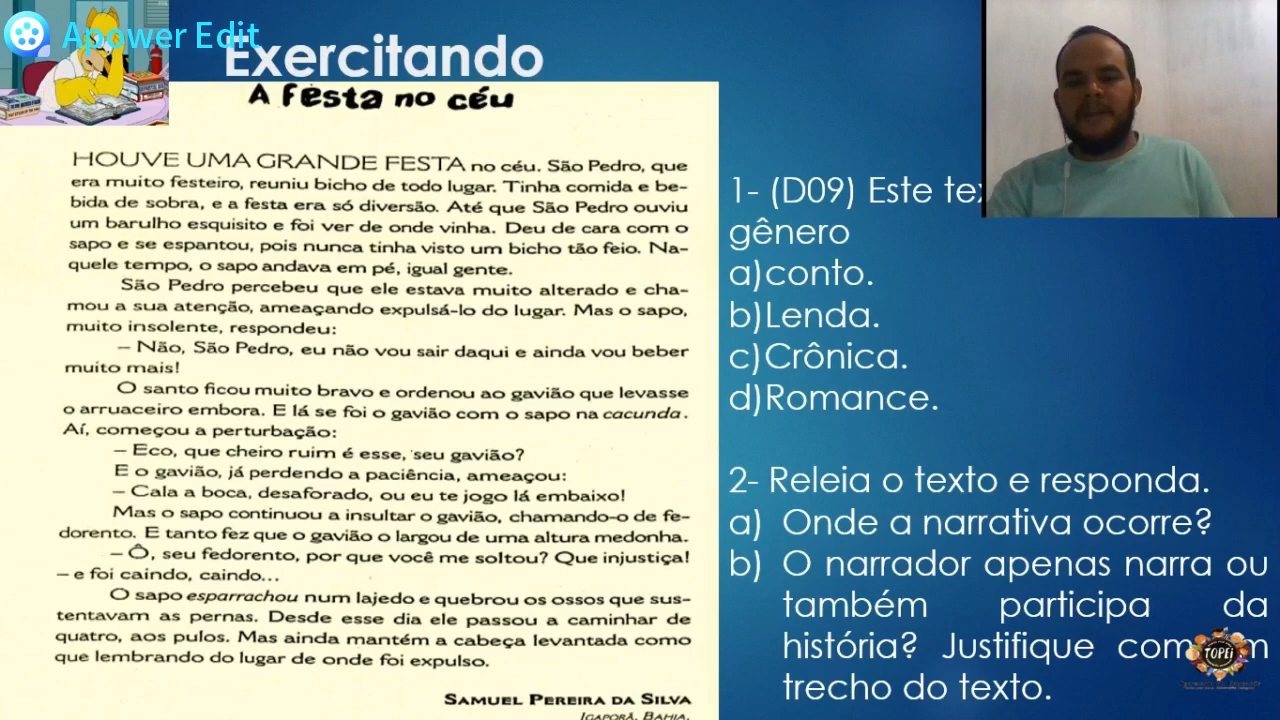 Apower Edit
Exercitando
A festa no céu
HOUVE UMA GRANDE FESTA no céu. São Pedro, que
era muito festeiro, reuniu bicho de todo lugar. Tinha comida e be-
bida de sobra, e a festa era só diversão. Até que São Pedro ouviu
um barulho esquisito e foi ver de onde vinha. Deu de cara com o
sapo e se espantou, pois nunca tinha visto um bicho tão feio. Na-
quele tempo, o sapo andava em pé, igual gente.
São Pedro percebeu que ele estava muito alterado e cha-
mou a sua atenção, ameaçando expulsá-lo do lugar. Mas o sapo,
muito insolente, respondeu:
– Não, São Pedro, eu não vou sair daqui e ainda vou beber
muito mais!
O santo ficou muito bravo e ordenou ao gavião que levasse
o arruaceiro embora. E lá se foi o gavião com o sapo na cacunda.
Aí, começou a perturbação:
– Eco, que cheiro ruim é esse, seu gavião?
E o gavião, já perdendo a paciência, ameaçou:
– Cala a boca, desaforado, ou eu te jogo lá embaixo!
Mas o sapo continuou a insultar o gavião, chamando-o de fe-
dorento. E tanto fez que o gavião o largou de uma altura medonha.
– Ô, seu fedorento, por que você me soltou? Que injustiça!
– e foi caindo, caindo...
O sapo esparrachou num lajedo e quebrou os ossos que sus-
tentavam as pernas. Desde esse dia ele passou a caminhar de
quatro, aos pulos. Mas ainda mantém a cabeça levantada como
que lembrando do lugar de onde foi expulso.
SAMUEL PEREIRA DA SILVA
IGAPORÃ, BAHIA.
1- (D09) Este
gênero
a)conto.
b)Lenda.
c)Crônica.
d)Romance.
2- Releia o texto e responda.
a) Onde a narrativa ocorre?
b) O narrador apenas narra ou
também participa da
história? Justifique com
trecho do texto.
TOPEI